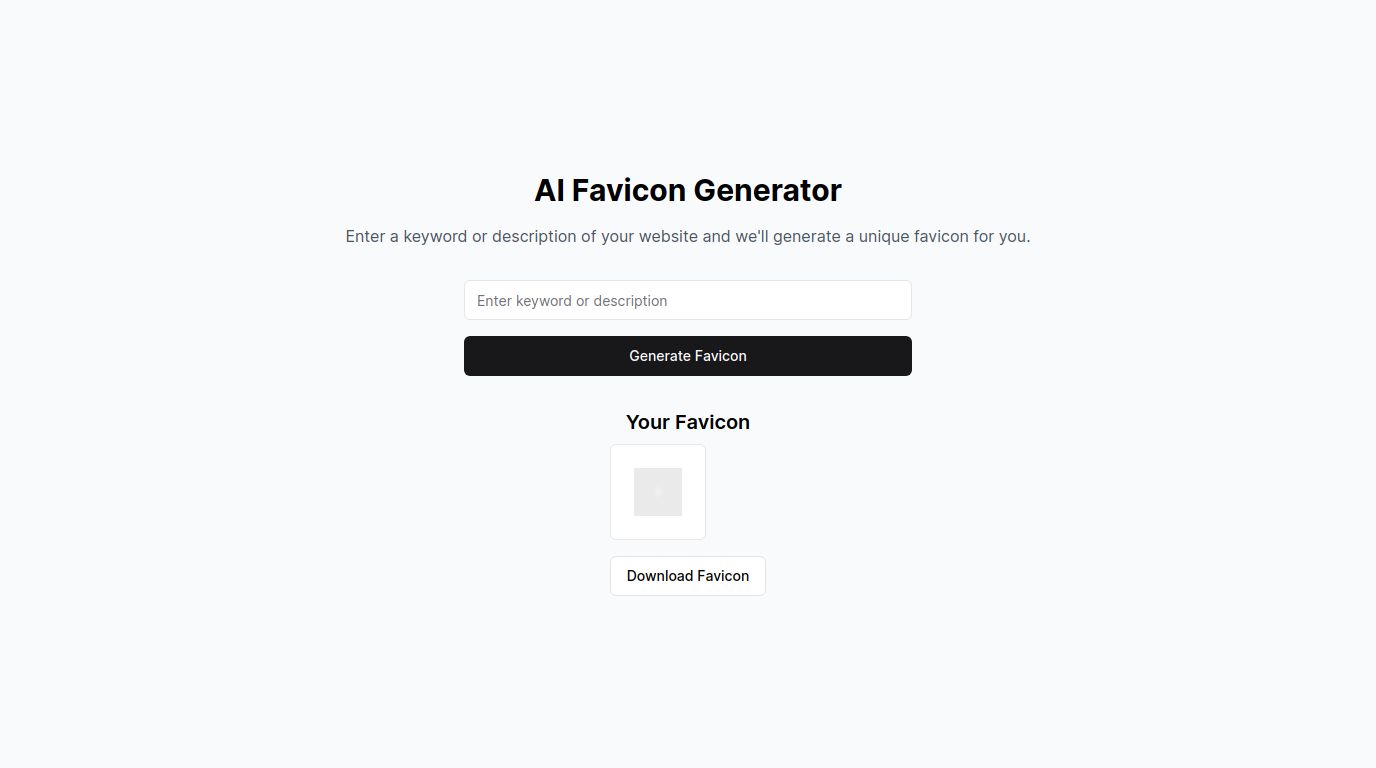 AI Favicon Generator
Enter a keyword or description of your website and we'll generate a unique favicon for you.
Enter keyword or description
Generate Favicon
Your Favicon
Download Favicon